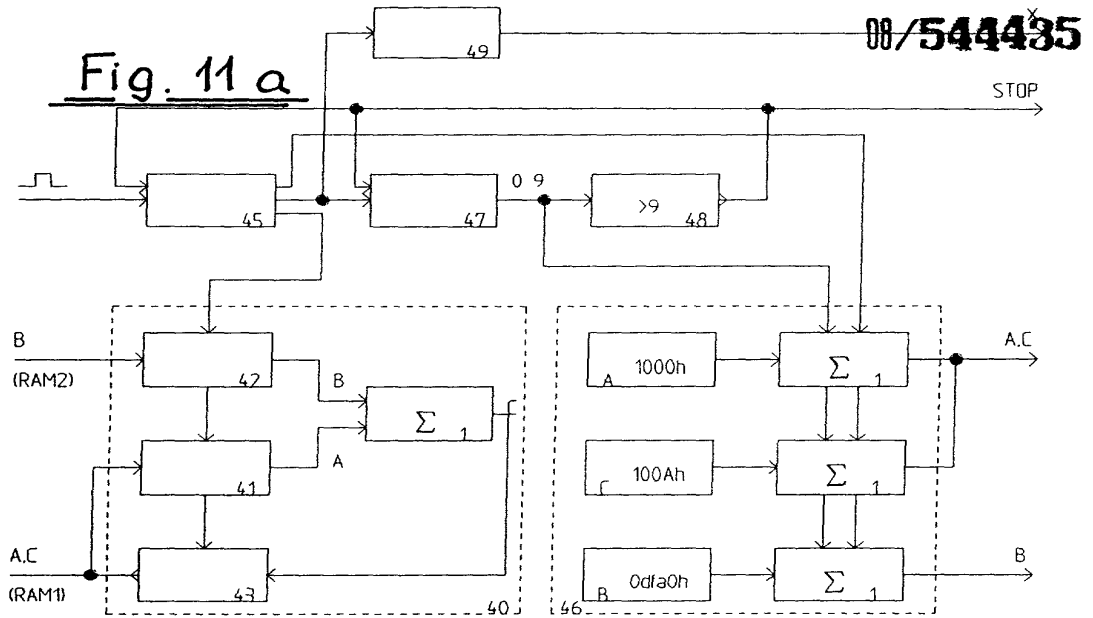 X
08/544435
49
Fig. 11 a
STOP
45
47
0 9
>9
48
B
(RAM2)
42
B
A
Σ 1
41
A,C
(RAM1)
43
40
1000h
A
Σ 1
A,C
100Ah
C
Σ 1
0dfa0h
B
Σ 1
B
46